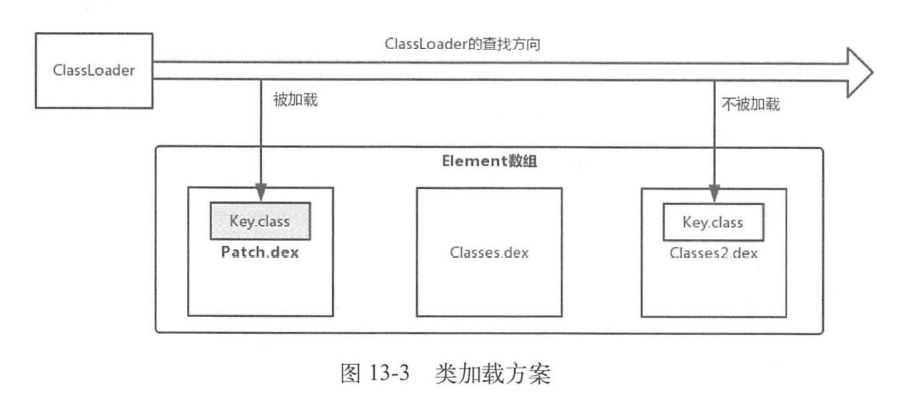 ClassLoader的查找方向
ClassLoader
被加载
不被加载
Element数组
Key.class
Patch.dex
Classes.dex
Key.class
Classes2.dex
图 13-3 类加载方案